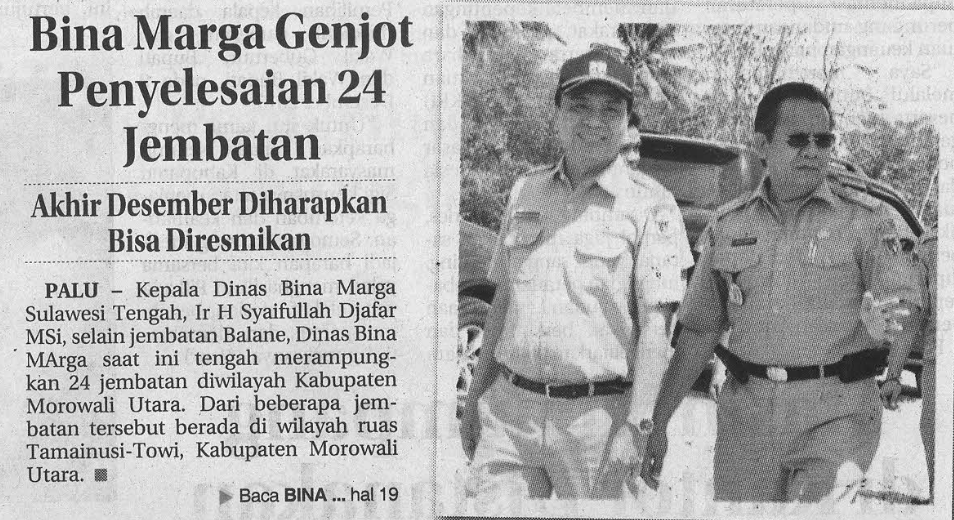 Bina Marga Genjot
Penyelesaian 24
Jembatan
Akhir Desember Diharapkan
Bisa Diresmikan
PALU – Kepala Dinas Bina Marga
Sulawesi Tengah, Ir H Syaifullah Djafar
MSi, selain jembatan Balane, Dinas Bina
MArga saat ini tengah merampung-
kan 24 jembatan diwilayah Kabupaten
Morowali Utara. Dari beberapa jem-
batan tersebut berada di wilayah ruas
Tamainusi-Towi, Kabupaten Morowali
Utara. ■
▶ Baca BINA ... hal 19